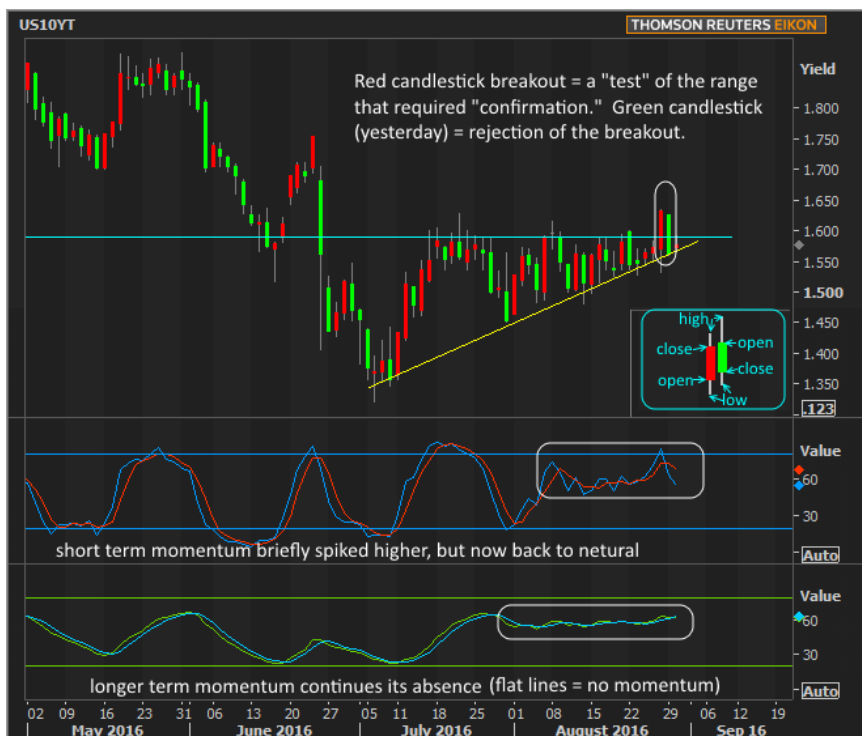 US10YT
THOMSON REUTERS EIKON
Yield
Red candlestick breakout = a "test" of the range
that required "confirmation." Green candlestick
(yesterday) = rejection of the breakout.
1.800
1.750
1.700
1.650
1.600
1.550
1.500
1.450
1.400
1.350
.123
high
close
open
open
close
low
Value
60
30
Auto
short term momentum briefly spiked higher, but now back to netural
Value
60
30
Auto
longer term momentum continues its absence (flat lines = no momentum)
02 09 16 23 31 06 13 20 27 05 11 18 25 01 08 15 22 29 06 12 19
May 2016 June 2016 July 2016 August 2016 Sep 16